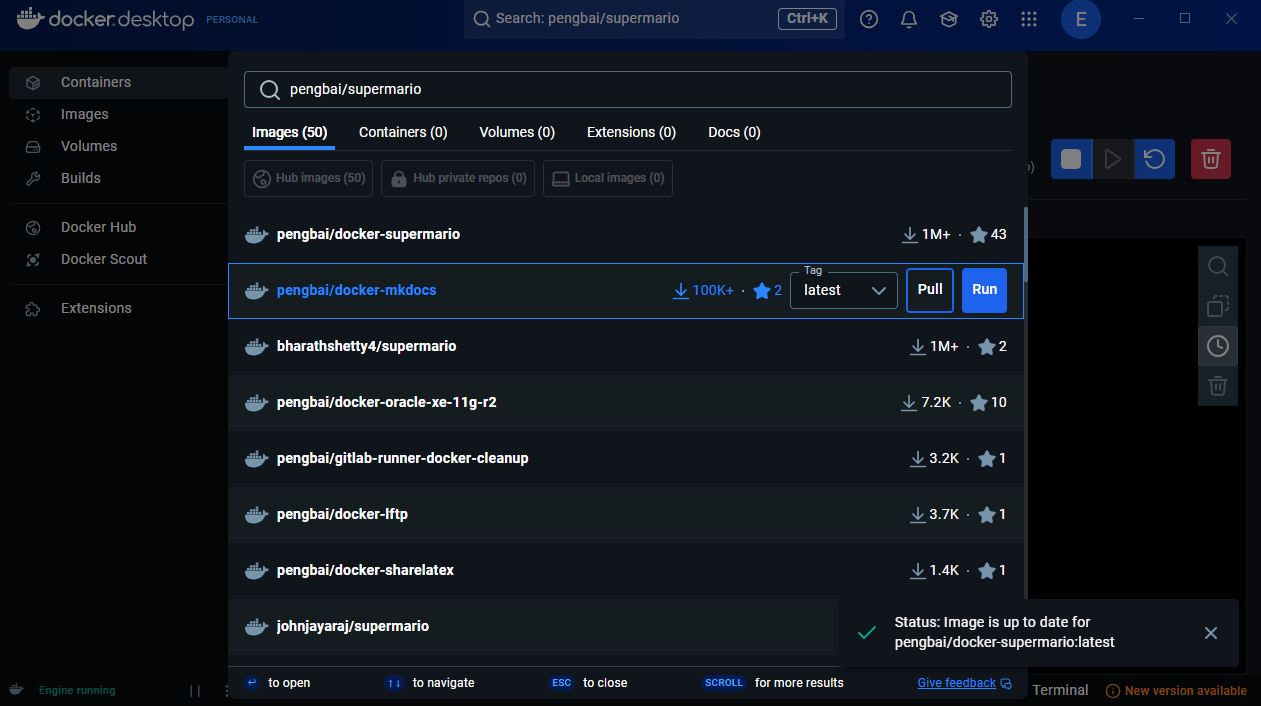 docker.desktop PERSONAL
Search: pengbai/supermario Ctrl+K
E
Containers
Images
Volumes
Builds
Docker Hub
Docker Scout
Extensions
pengbai/supermario
Images (50) Containers (0) Volumes (0) Extensions (0) Docs (0)
Hub images (50) Hub private repos (0) Local images (0)
pengbai/docker-supermario 1M+ · 43
pengbai/docker-mkdocs 100K+ · 2 Tag latest Pull Run
bharathshetty4/supermario 1M+ · 2
pengbai/docker-oracle-xe-11g-r2 7.2K · 10
pengbai/gitlab-runner-docker-cleanup 3.2K · 1
pengbai/docker-lftp 3.7K · 1
pengbai/docker-sharelatex 1.4K · 1
johnjayaraj/supermario
Status: Image is up to date for
pengbai/docker-supermario:latest
to open to navigate ESC to close SCROLL for more results Give feedback
Engine running Terminal New version available